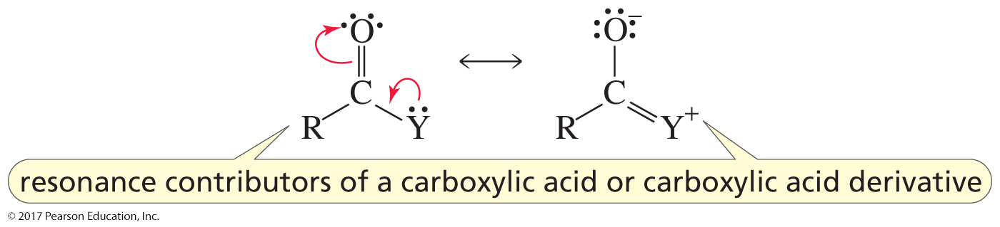 O O⁻
C C
R Y R Y⁺
resonance contributors of a carboxylic acid or carboxylic acid derivative
© 2017 Pearson Education, Inc.